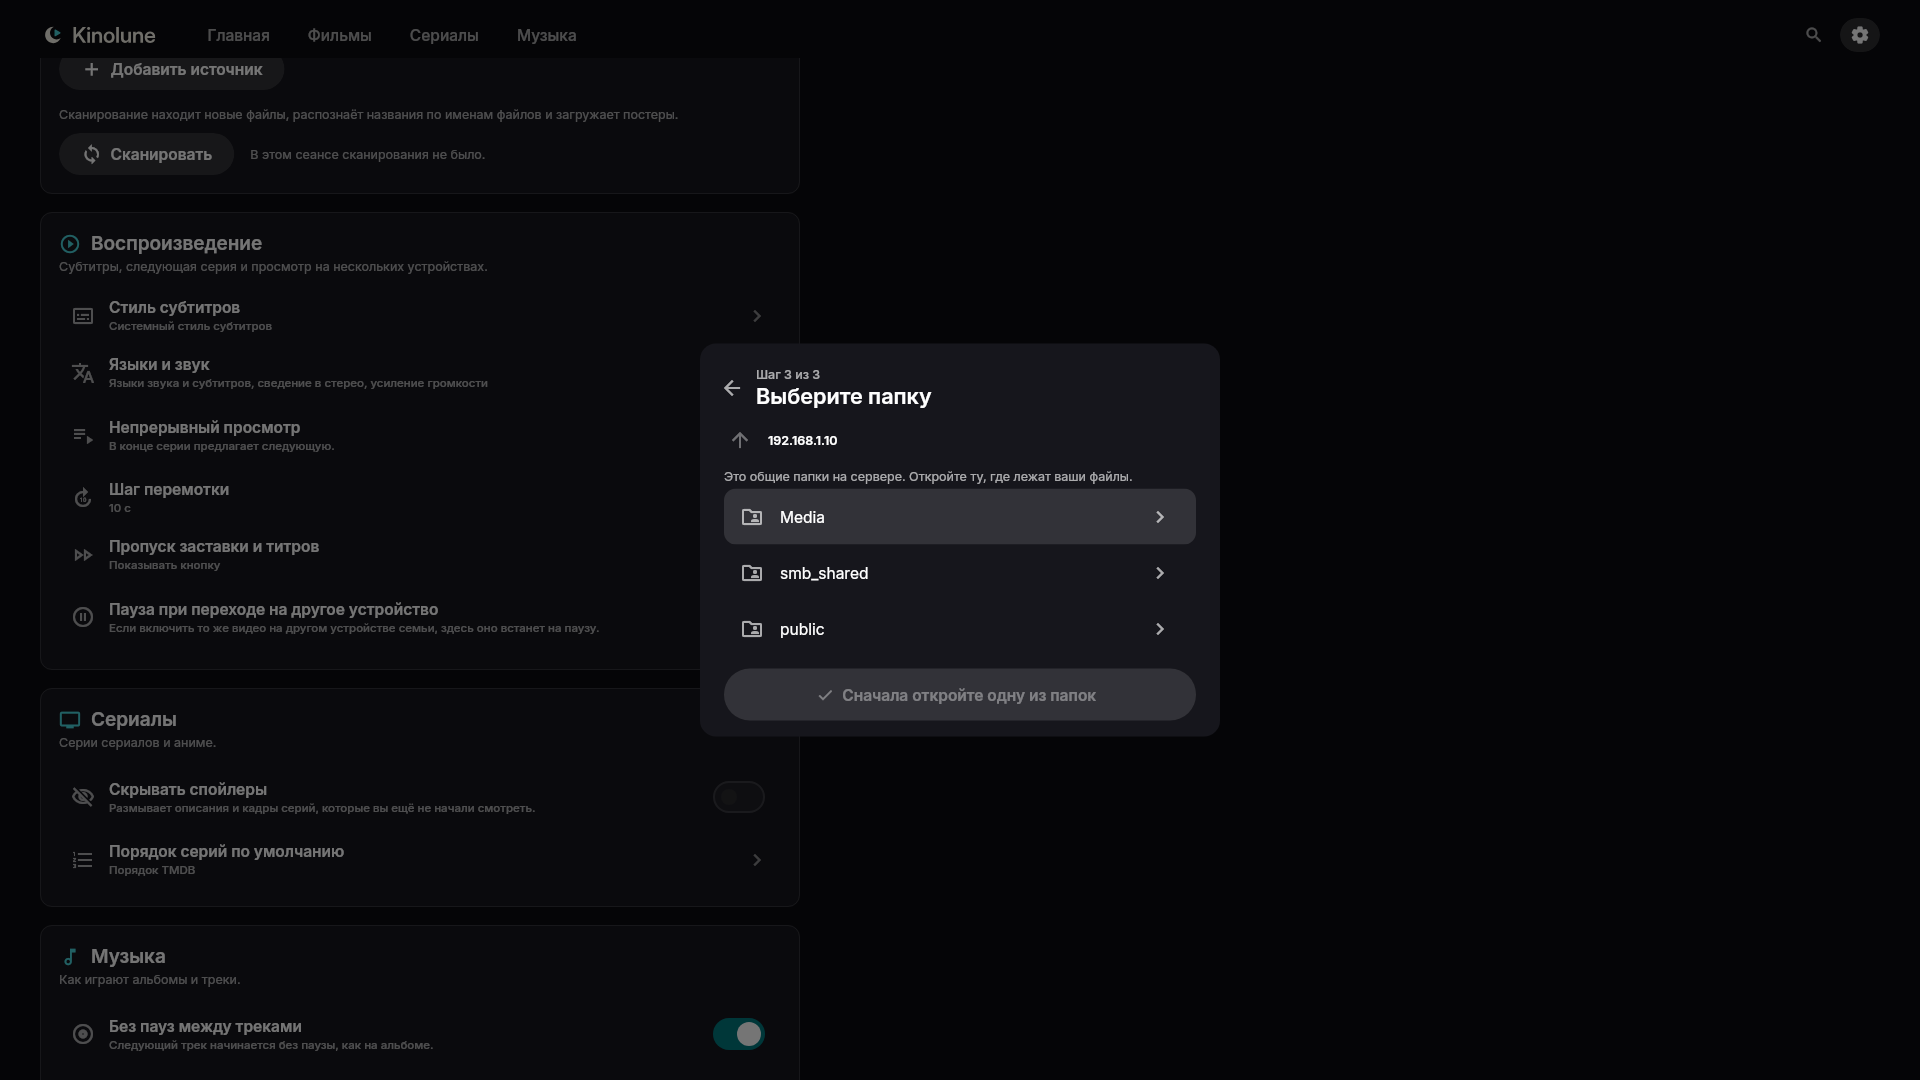 Kinolune
Главная
Фильмы
Сериалы
Музыка
Добавить источник
Сканирование находит новые файлы, распознаёт названия по именам файлов и загружает постеры.
Сканировать
В этом сеансе сканирования не было.
Воспроизведение
Субтитры, следующая серия и просмотр на нескольких устройствах.
Стиль субтитров
Системный стиль субтитров
Языки и звук
Языки звука и субтитров, сведение в стерео, усиление громкости
Непрерывный просмотр
В конце серии предлагает следующую.
Шаг перемотки
10 с
Пропуск заставки и титров
Показывать кнопку
Пауза при переходе на другое устройство
Если включить то же видео на другом устройстве семьи, здесь оно встанет на паузу.
Сериалы
Серии сериалов и аниме.
Скрывать спойлеры
Размывает описания и кадры серий, которые вы ещё не начали смотреть.
Порядок серий по умолчанию
Порядок TMDB
Музыка
Как играют альбомы и треки.
Без пауз между треками
Следующий трек начинается без паузы, как на альбоме.
Шаг 3 из 3
Выберите папку
192.168.1.10
Это общие папки на сервере. Откройте ту, где лежат ваши файлы.
Media
smb_shared
public
Сначала откройте одну из папок